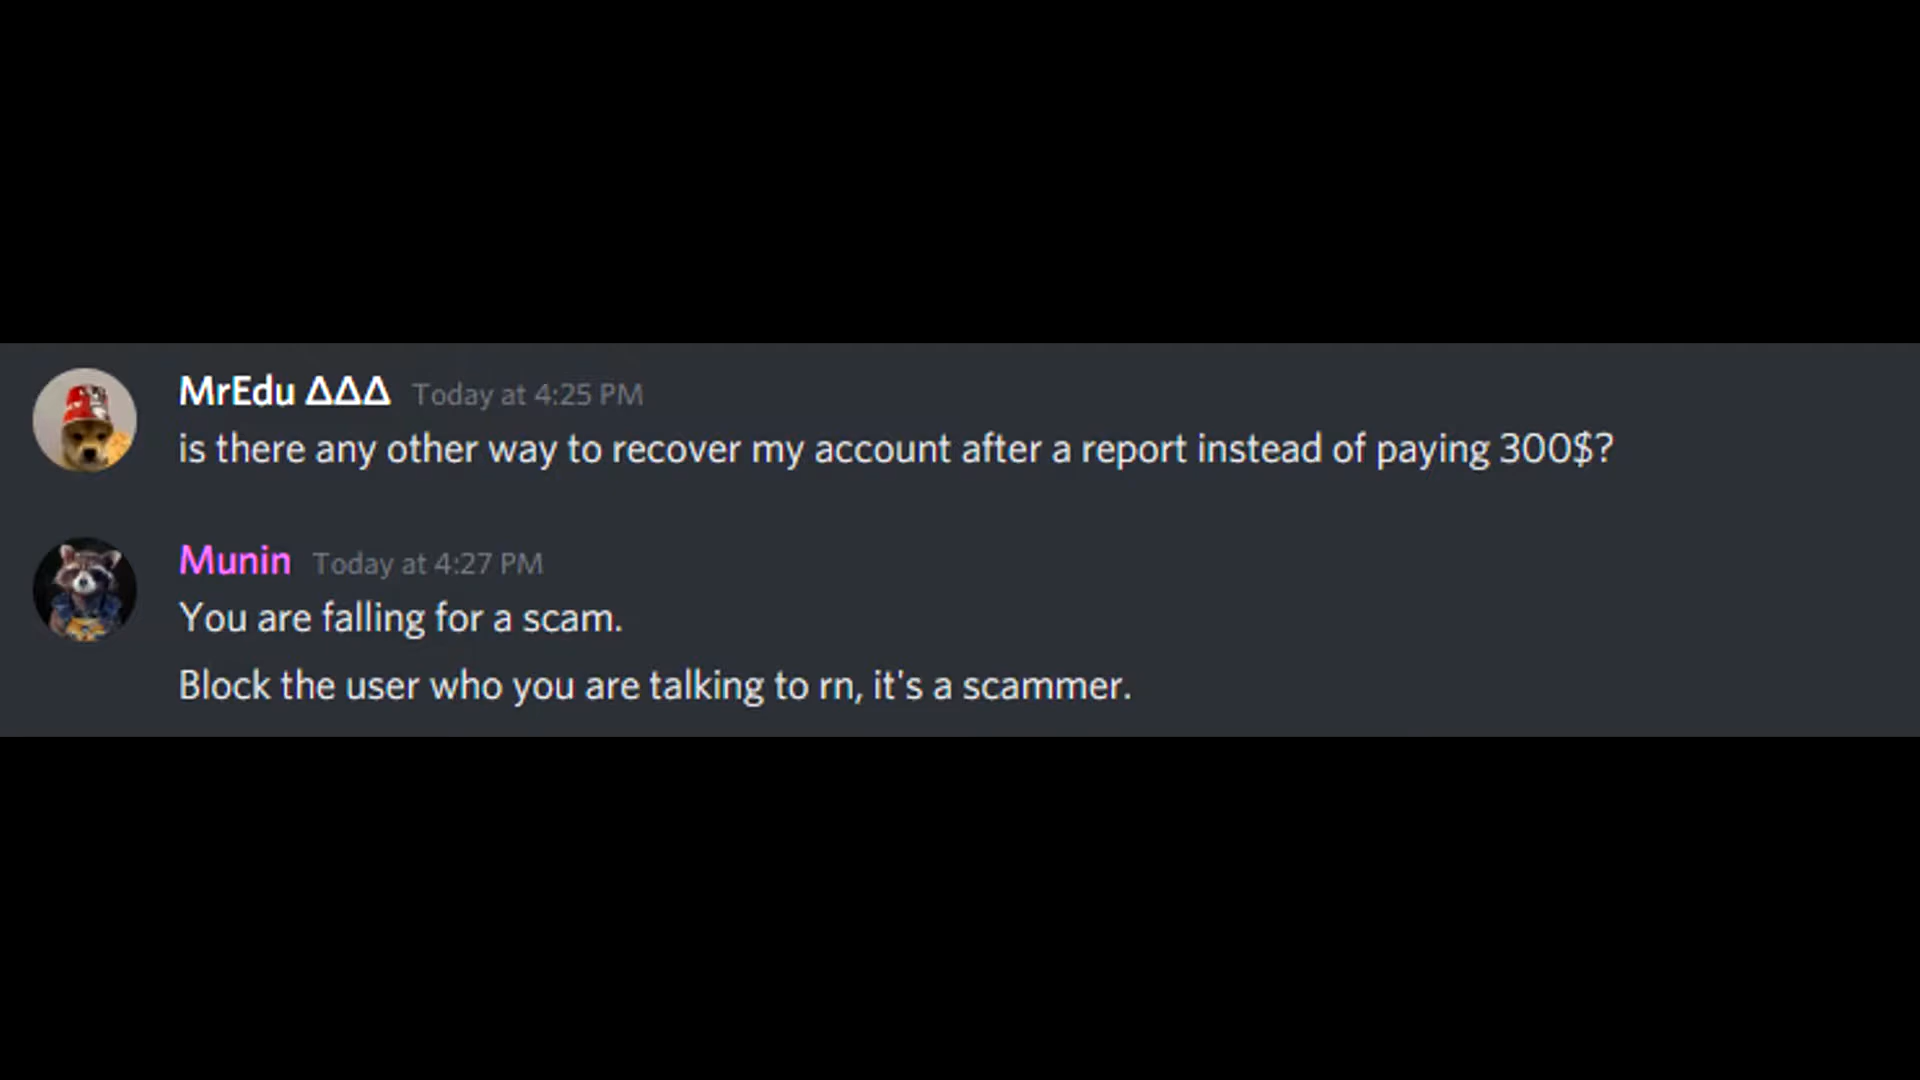 MrEdu ΔΔΔ Today at 4:25 PM
is there any other way to recover my account after a report instead of paying 300$?
Munin Today at 4:27 PM
You are falling for a scam.
Block the user who you are talking to rn, it's a scammer.